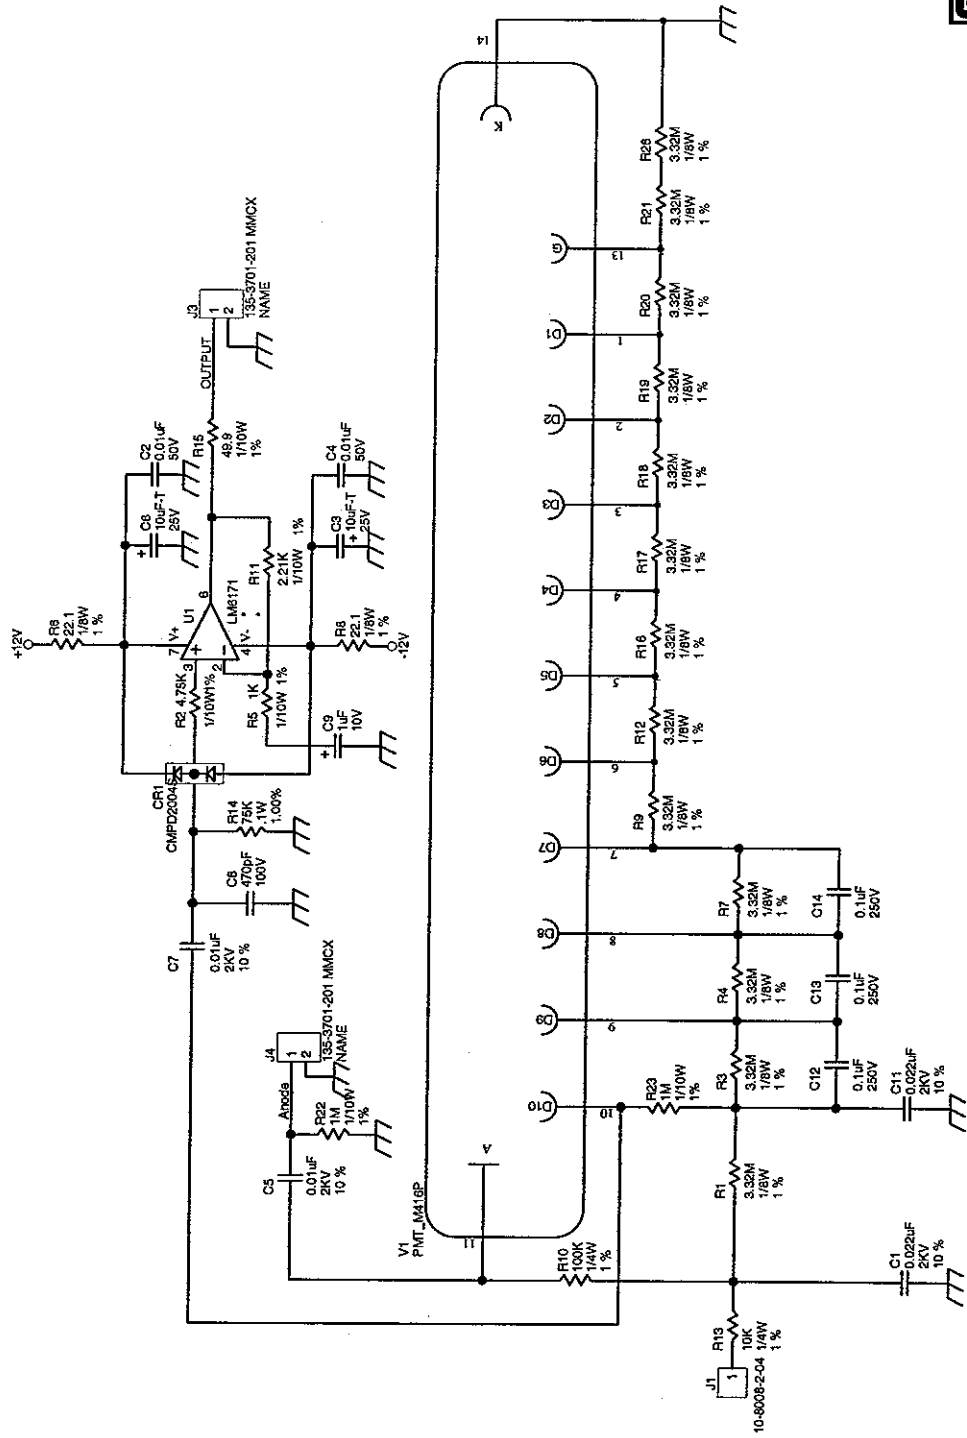 +12V
R6
22.1
1/8W
1 %
C8
10uF-T
25V
+
C2
0.01uF
50V
J3
1
2
135-3701-201 MMCX
NAME
OUTPUT
R15
49.9
1/10W
1%
U1
LM6171
V+
7
3
2
6
4
V-
+
-
R2 4.75K
1/10W1%
R11
2.21K
1/10W
1%
R5
1K
1/10W 1%
C9
1uF
10V
+
R8
22.1
1/8W
1 %
-12V
C3
10uF-T
25V
+
C4
0.01uF
50V
CR1
CMPD2004S
R14
75K
.1W
1.00%
C6
470pF
100V
C7
0.01uF
2KV
10 %
J4
1
2
135-3701-201 MMCX
NAME
Anode
R22
1M
1/10W
1%
C5
0.01uF
2KV
10 %
V1
PMT_M416P
14
K
G
13
D1
1
D2
2
D3
3
D4
4
D5
5
D6
6
D7
7
D8
8
D9
9
D10
10
A
11
R26
3.32M
1/8W
1 %
R21
3.32M
1/8W
1 %
R20
3.32M
1/8W
1 %
R19
3.32M
1/8W
1 %
R18
3.32M
1/8W
1 %
R17
3.32M
1/8W
1 %
R16
3.32M
1/8W
1 %
R12
3.32M
1/8W
1 %
R9
3.32M
1/8W
1 %
R7
3.32M
1/8W
1 %
C14
0.1uF
250V
R4
3.32M
1/8W
1 %
C13
0.1uF
250V
R3
3.32M
1/8W
1 %
C12
0.1uF
250V
R23
1M
1/10W
1%
C11
0.022uF
2KV
10 %
R1
3.32M
1/8W
1 %
R10
100K
1/4W
1 %
C1
0.022uF
2KV
10 %
R13
10K
1/4W
1 %
J1
1
10-8008-2-04